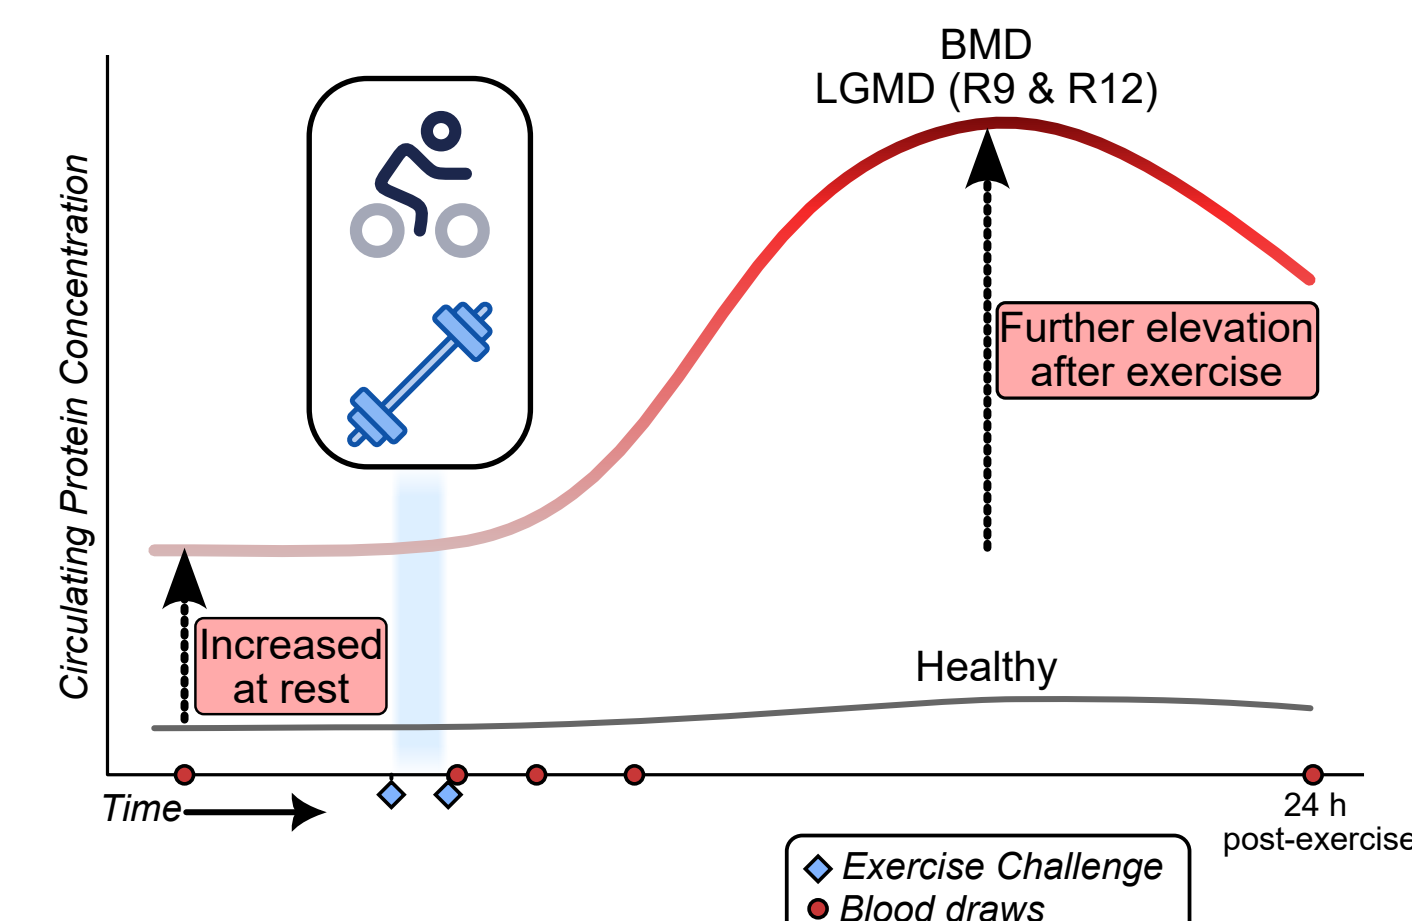 BMD
LGMD (R9 & R12)
Circulating Protein Concentration
Further elevation
after exercise
Increased
at rest
Healthy
Time
24 h
post-exercise
Exercise Challenge
Blood draws